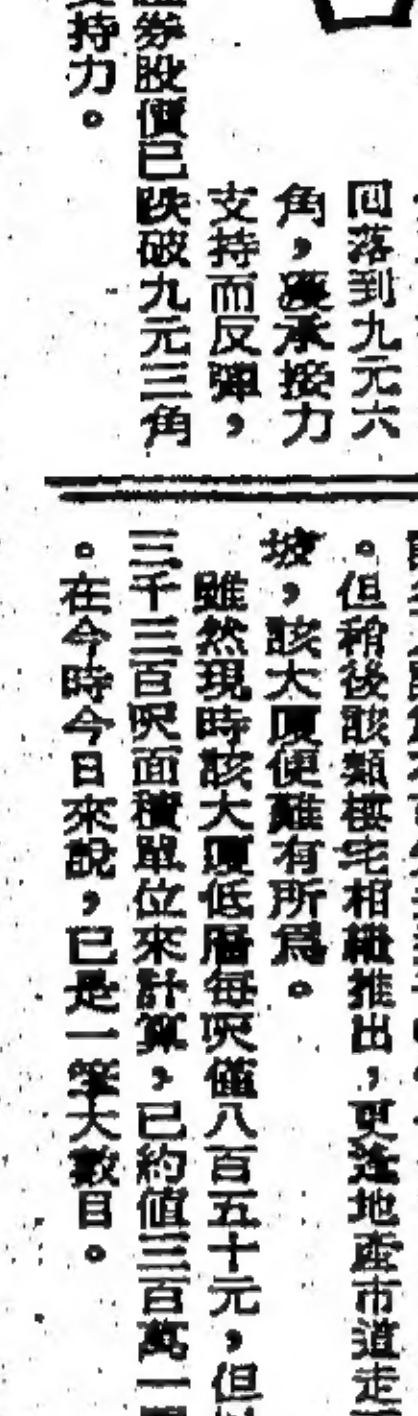 回落到九元六
角，獲承接力
支持而反彈，
券股價已跌破九元三角
持力。
。但稍後該類樓宅相繼推出，更逢地產市道走
坡，該大廈便難有所爲。
雖然現時該大廈低層每呎僅八百五十元，但
三千三百呎面積單位來計算，已約值三百萬一
。在今時今日來說，已是一筆大數目。